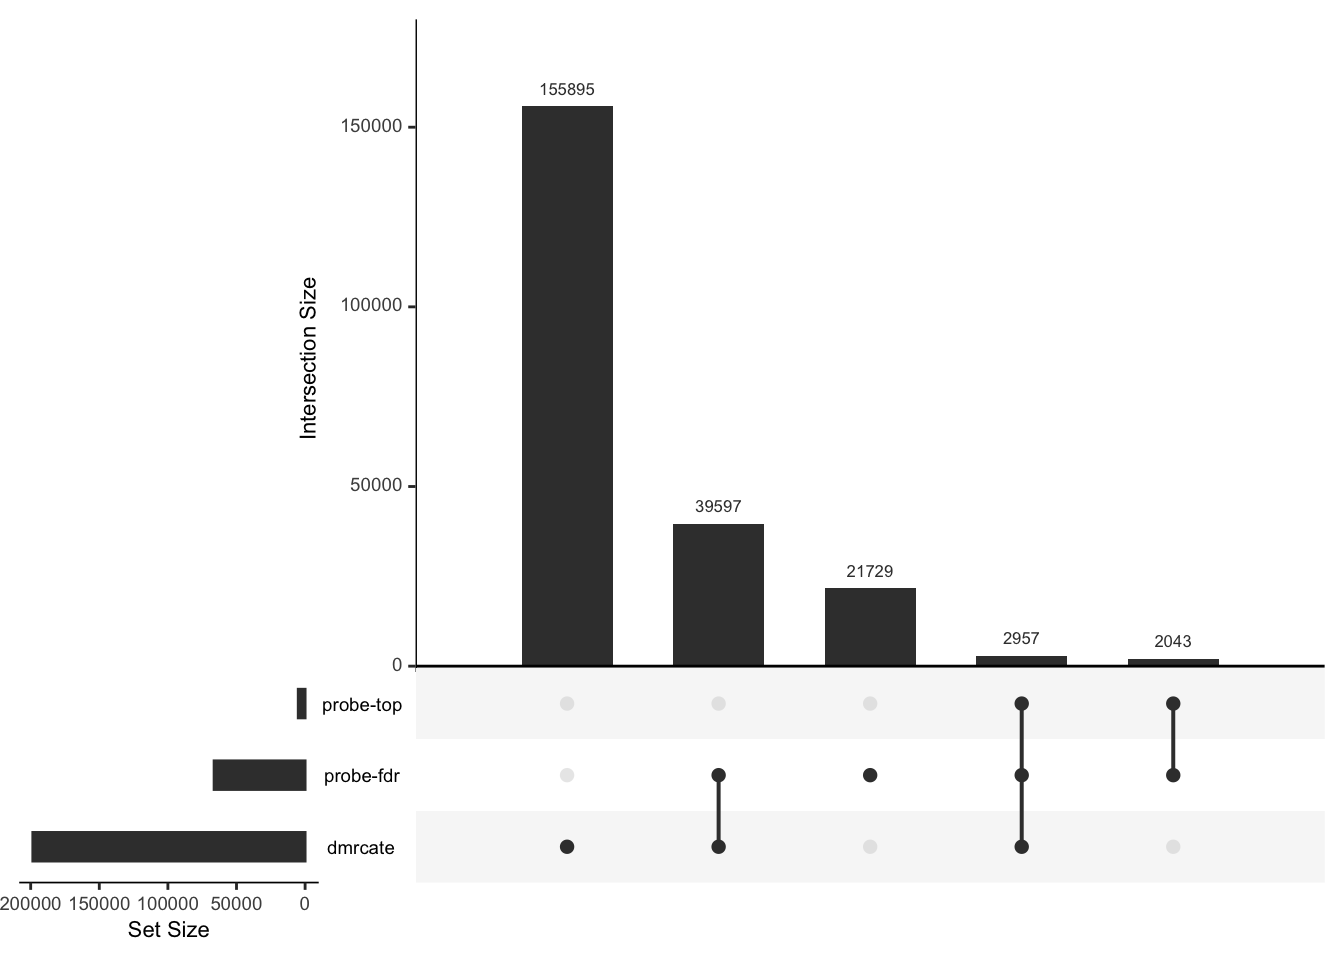 155895
150000
100000
Intersection Size
50000
39597
21729
2957
2043
0
probe-top
probe-fdr
dmrcate
200000 150000 100000 50000 0
Set Size